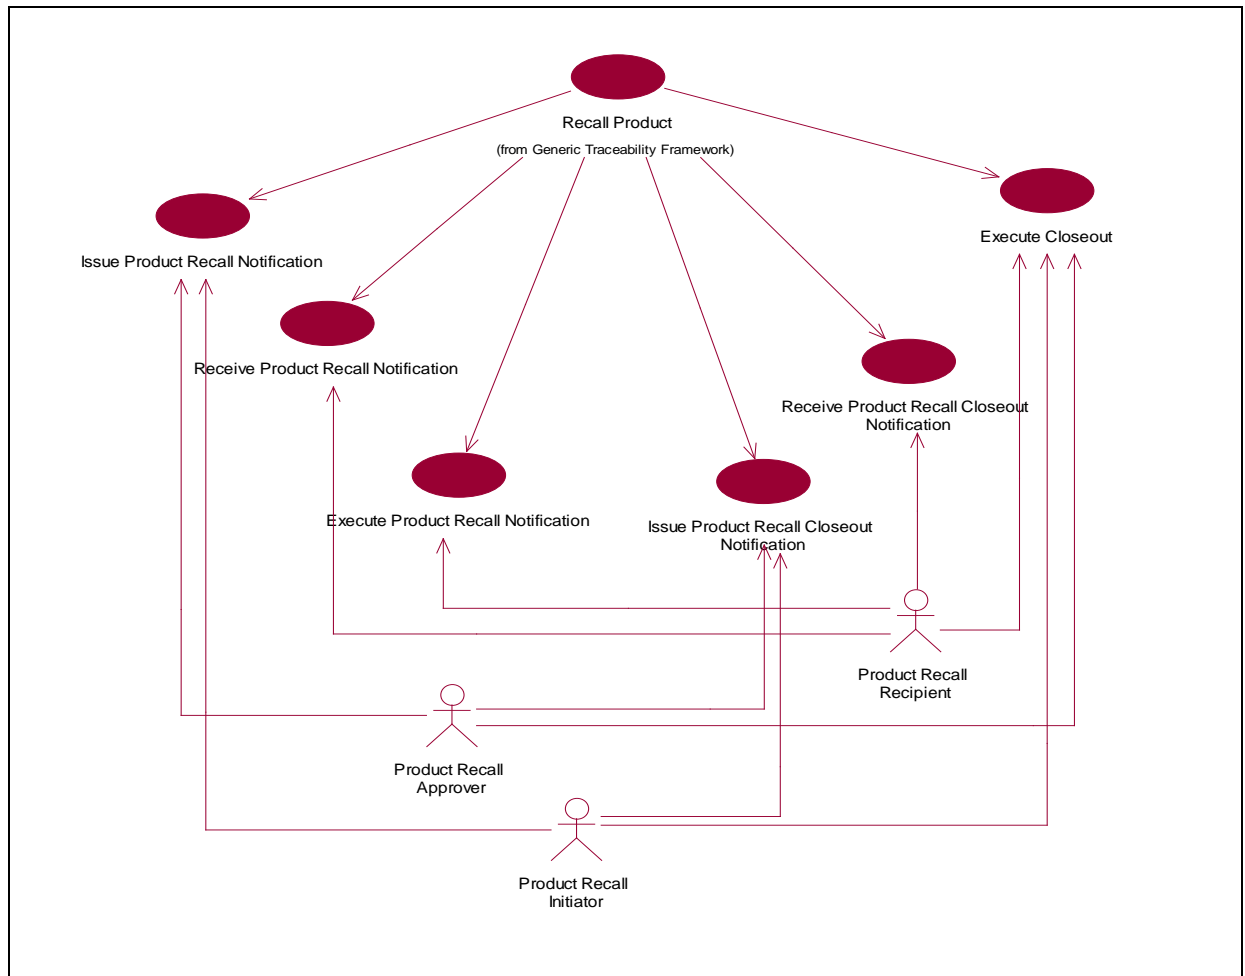 Recall Product
(from Generic Traceability Framework)
Execute Closeout
Issue Product Recall Notification
Receive Product Recall Notification
Receive Product Recall Closeout
Notification
Execute Product Recall Notification
Issue Product Recall Closeout
Notification
Product Recall
Recipient
Product Recall
Approver
Product Recall
Initiator